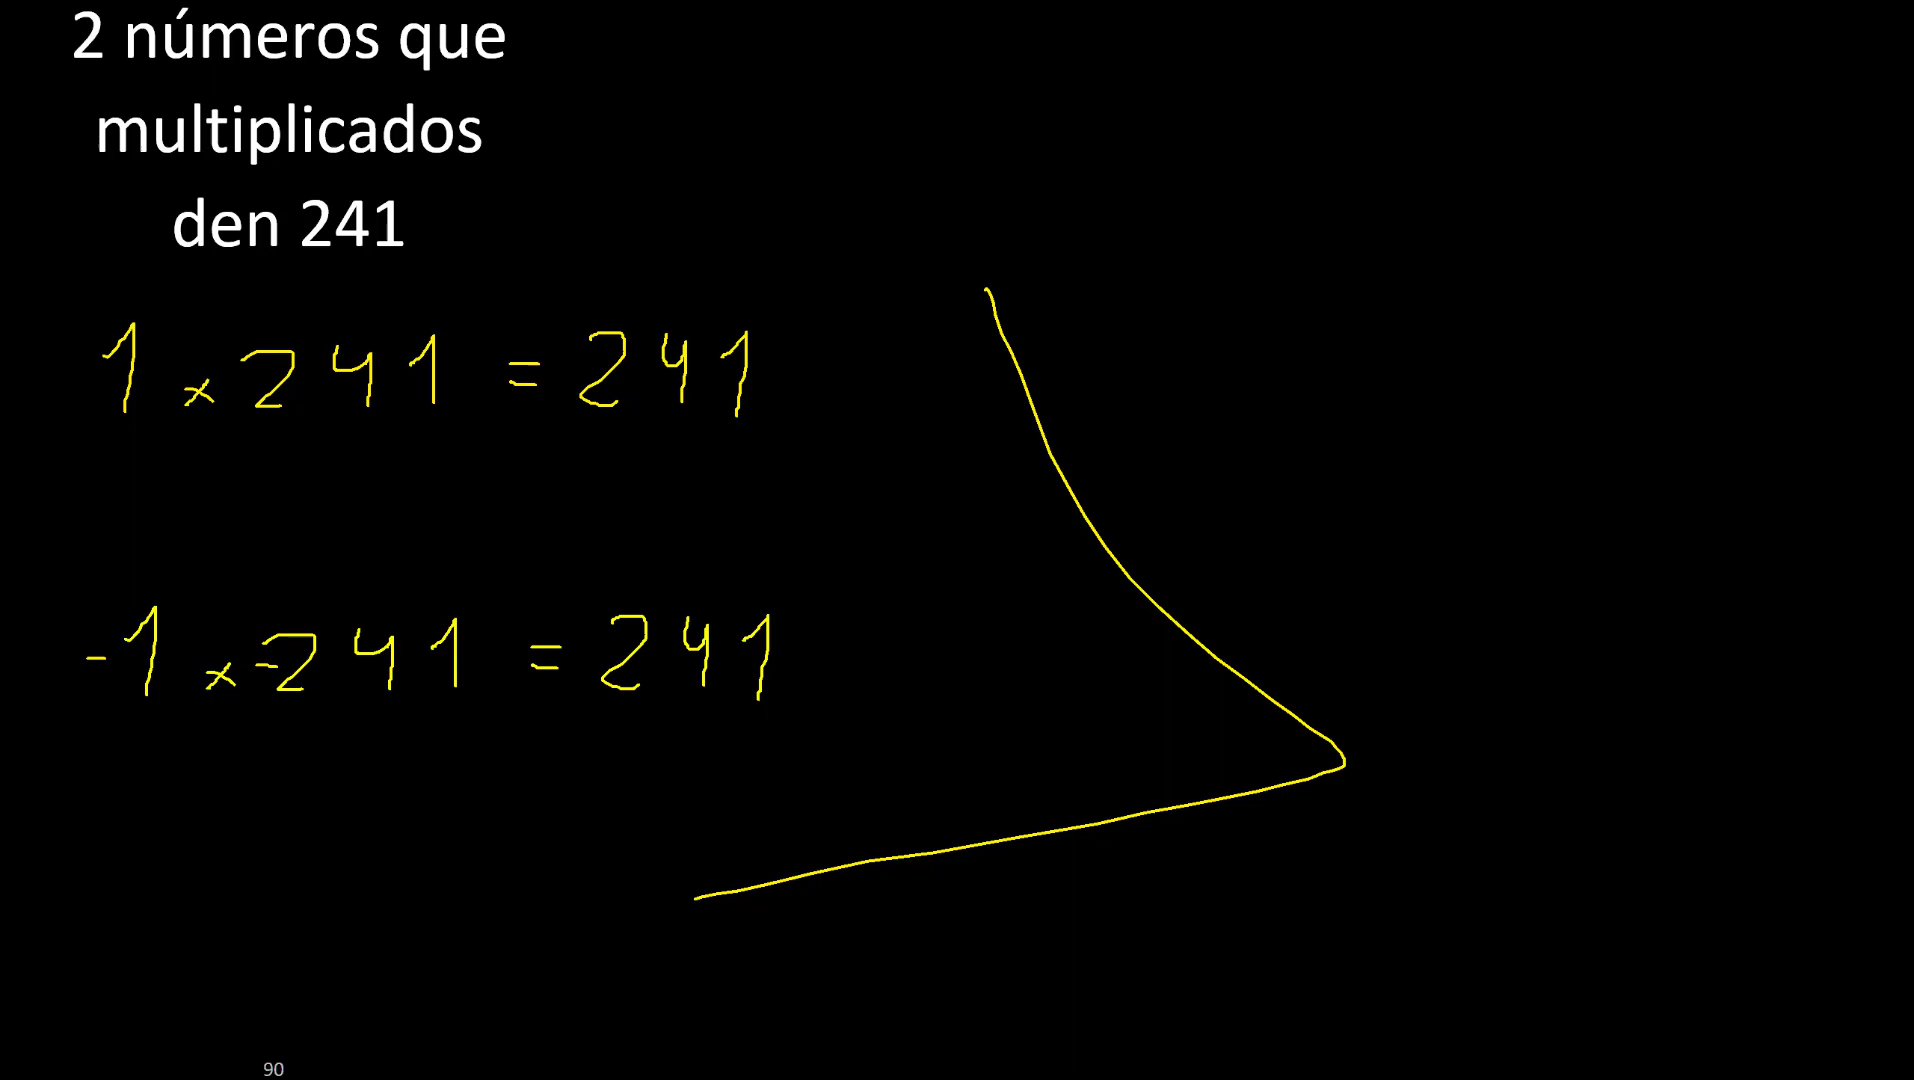 2 números que
multiplicados
den 241
1 x 241 = 241
-1 x -241 = 241
90